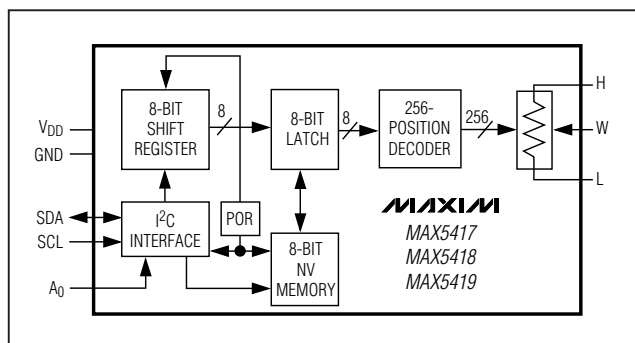 H
8-BIT
SHIFT
REGISTER
8
8-BIT
LATCH
8
256-
POSITION
DECODER
256
W
L
VDD
GND
SDA
SCL
A0
I2C
INTERFACE
POR
8-BIT
NV
MEMORY
MAXIM
MAX5417
MAX5418
MAX5419